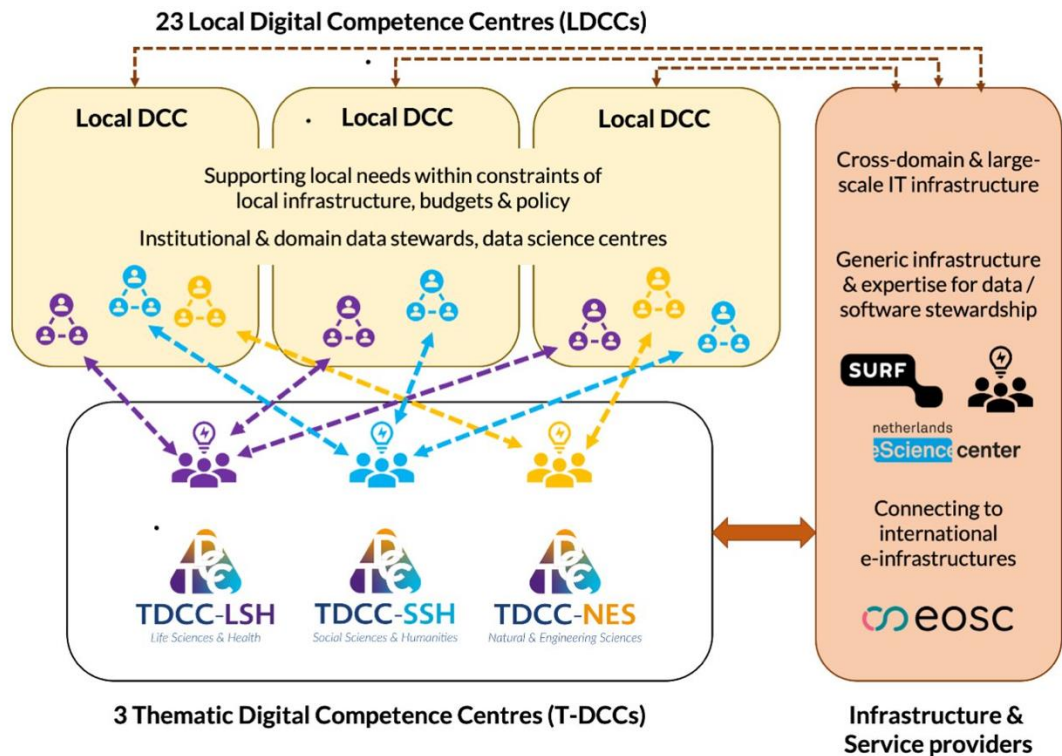 23 Local Digital Competence Centres (LDCCs)
Local DCC
Local DCC
Local DCC
Supporting local needs within constraints of
local infrastructure, budgets & policy
Institutional & domain data stewards, data science centres
Cross-domain & large-
scale IT infrastructure
Generic infrastructure
& expertise for data /
software stewardship
SURF
netherlands
eScience center
Connecting to
international
e-infrastructures
eosc
TDCC
TDCC-LSH
Life Sciences & Health
TDCC
TDCC-SSH
Social Sciences & Humanities
TDCC
TDCC-NES
Natural & Engineering Sciences
3 Thematic Digital Competence Centres (T-DCCs)
Infrastructure &
Service providers